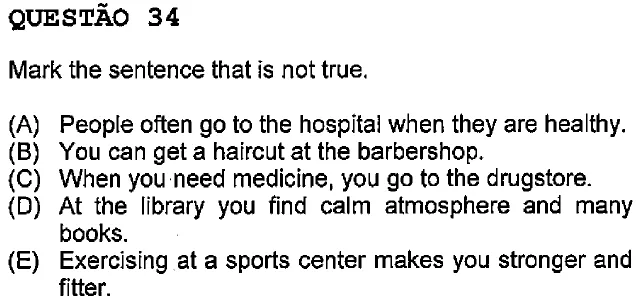 QUESTÃO 34
Mark the sentence that is not true.
(A) People often go to the hospital when they are healthy.
(B) You can get a haircut at the barbershop.
(C) When you need medicine, you go to the drugstore.
(D) At the library you find calm atmosphere and many
books.
(E) Exercising at a sports center makes you stronger and
fitter.